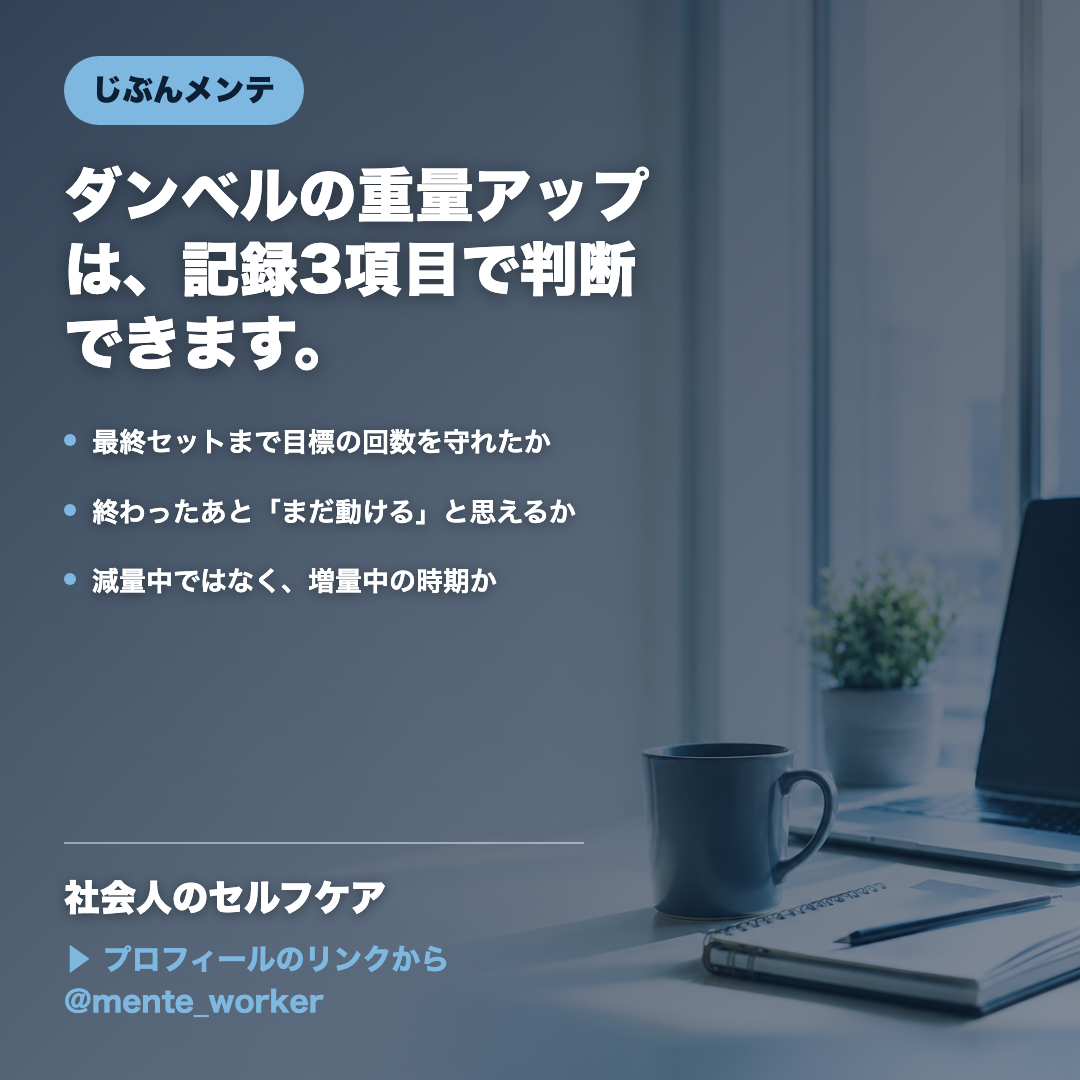 じぶんメンテ
ダンベルの重量アップ
は、記録3項目で判断
できます。
最終セットまで目標の回数を守れたか
終わったあと「まだ動ける」と思えるか
減量中ではなく、増量中の時期か
社会人のセルフケア
▶ プロフィールのリンクから
@mente_worker